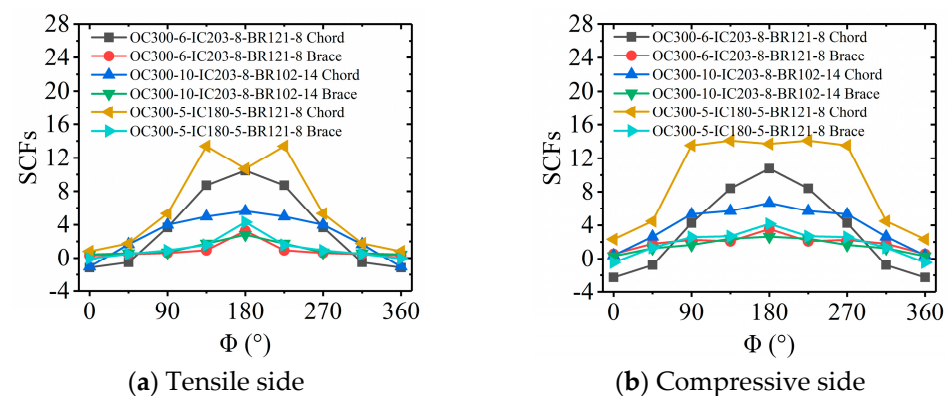 28
24
20
16
12
8
4
0
-4
SCFs
OC300-6-IC203-8-BR121-8 Chord
OC300-6-IC203-8-BR121-8 Brace
OC300-10-IC203-8-BR102-14 Chord
OC300-10-IC203-8-BR102-14 Brace
OC300-5-IC180-5-BR121-8 Chord
OC300-5-IC180-5-BR121-8 Brace
0 90 180 270 360
Φ (°)
(a) Tensile side
28
24
20
16
12
8
4
0
-4
SCFs
OC300-6-IC203-8-BR121-8 Chord
OC300-6-IC203-8-BR121-8 Brace
OC300-10-IC203-8-BR102-14 Chord
OC300-10-IC203-8-BR102-14 Brace
OC300-5-IC180-5-BR121-8 Chord
OC300-5-IC180-5-BR121-8 Brace
0 90 180 270 360
Φ (°)
(b) Compressive side